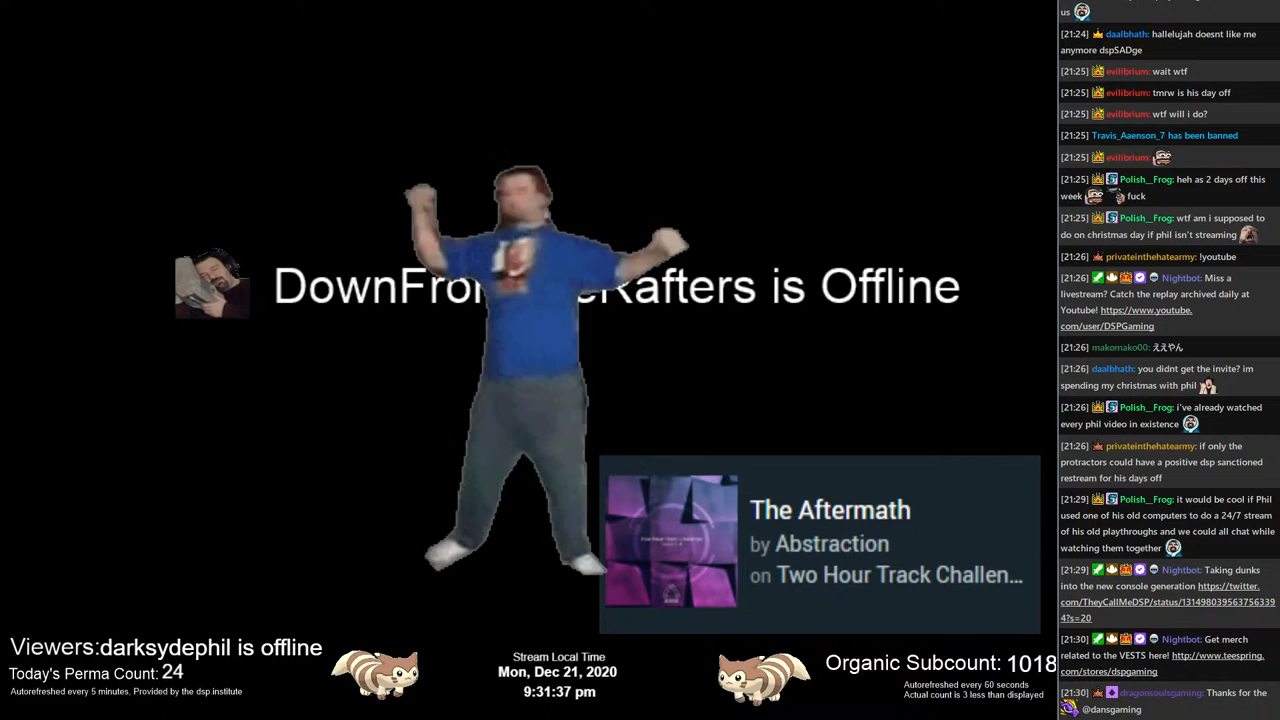 DownFro eRafters is Offline
The Aftermath
by Abstraction
on Two Hour Track Challen...
Viewers:darksydephil is offline
Today's Perma Count: 24
Autorefreshed every 5 minutes, Provided by the dsp institute
Stream Local Time
Mon, Dec 21, 2020
9:31:37 pm
Organic Subcount: 1018
Autorefreshed every 60 seconds
Actual count is 3 less than displayed
us
[21:24] daalbhath: hallelujah doesnt like me
anymore dspSADge
[21:25] evilibrium: wait wtf
[21:25] evilibrium: tmrw is his day off
[21:25] evilibrium: wtf will i do?
[21:25] Travis_Aaenson_7 has been banned
[21:25] evilibrium:
[21:25] Polish__Frog: heh as 2 days off this
week fuck
[21:25] Polish__Frog: wtf am i supposed to
do on christmas day if phil isn't streaming
[21:26] privateinthehatearmy: !youtube
[21:26] Nightbot: Miss a
livestream? Catch the replay archived daily at
Youtube! https://www.youtube.
com/user/DSPGaming
[21:26] makomako00: ええやん
[21:26] daalbhath: you didnt get the invite? im
spending my christmas with phil
[21:26] Polish__Frog: i've already watched
every phil video in existence
[21:26] privateinthehatearmy: if only the
protractors could have a positive dsp sanctioned
restream for his days off
[21:29] Polish__Frog: it would be cool if Phil
used one of his old computers to do a 24/7 stream
of his old playthroughs and we could all chat while
watching them together
[21:29] Nightbot: Taking dunks
into the new console generation https://twitter.
com/TheyCallMeDSP/status/131498039563756339
4?s=20
[21:30] Nightbot: Get merch
related to the VESTS here! http://www.teespring.
com/stores/dspgaming
[21:30] dragonsoulsgaming: Thanks for the
@dansgaming